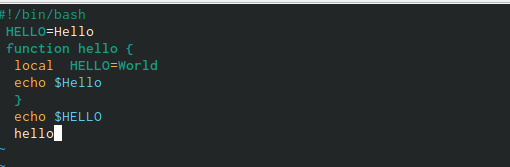 #!/bin/bash
HELLO=Hello
function hello {
local  HELLO=World
echo $Hello
}
echo $HELLO
hello
~
~